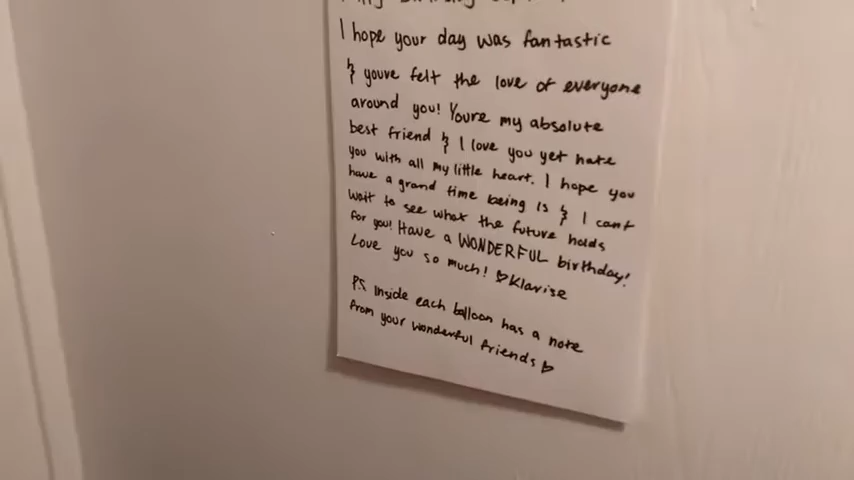 I hope your day was fantastic
& youve felt the love of everyone
around you! Youre my absolute
best friend & I love you yet hate
you with all my little heart. I hope you
have a grand time being 15 & I cant
wait to see what the future holds
for you! Have a WONDERFUL birthday!
Love you so much! ♡Klarise
P.S Inside each balloon has a note
from your wonderful friends ♡